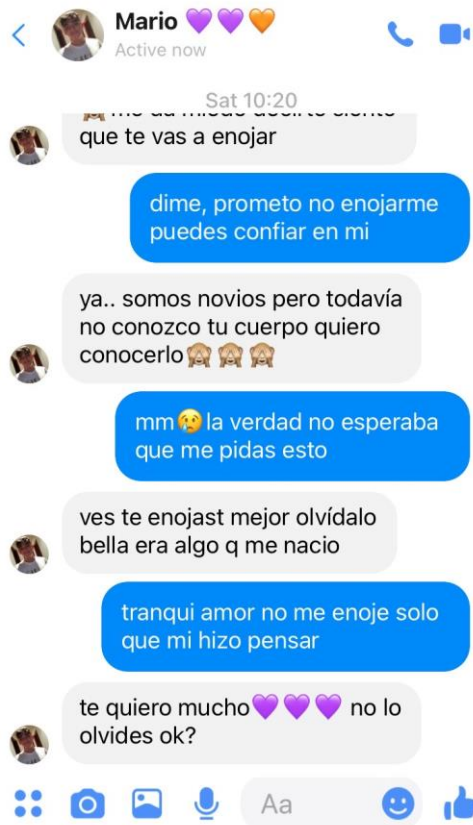 Mario 💜💜🧡
Active now
Sat 10:20
que te vas a enojar
dime, prometo no enojarme
puedes confiar en mi
ya.. somos novios pero todavía
no conozco tu cuerpo quiero
conocerlo🙈🙈🙈
mm😢la verdad no esperaba
que me pidas esto
ves te enojast mejor olvídalo
bella era algo q me nacio
tranqui amor no me enoje solo
que mi hizo pensar
te quiero mucho💜💜💜 no lo
olvides ok?
Aa